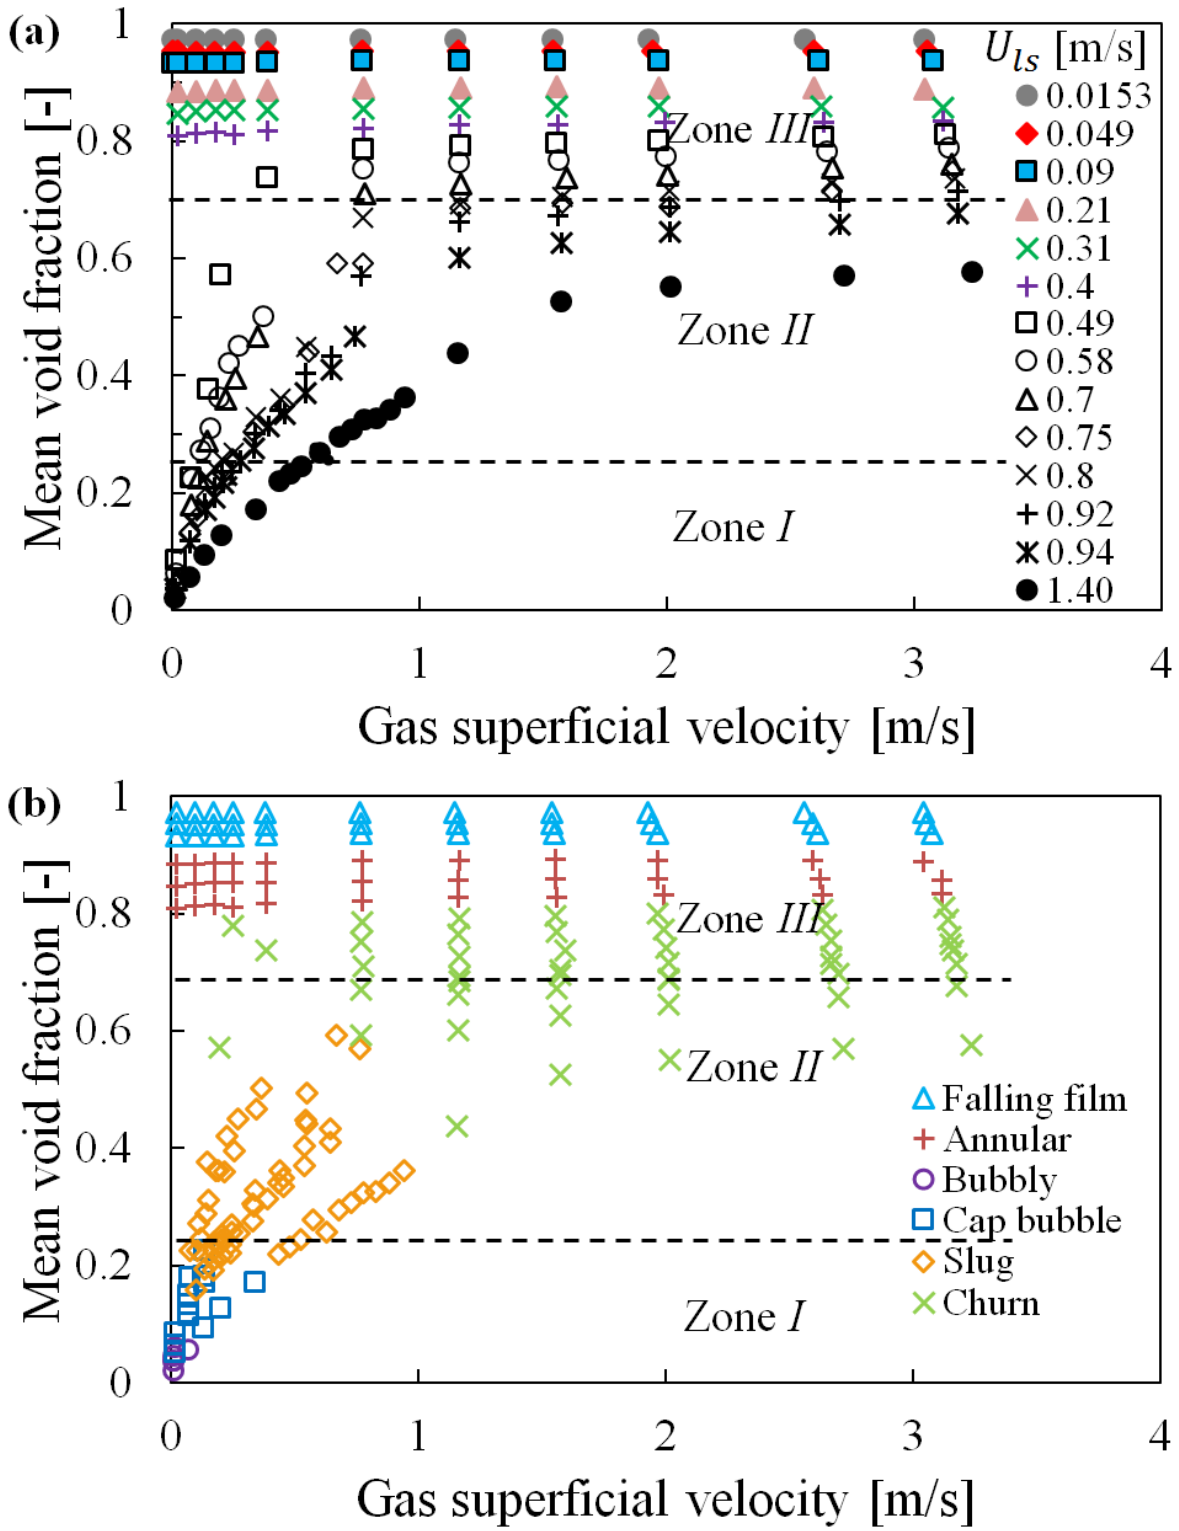 (a)
1
0.8
0.6
0.4
0.2
0
Mean void fraction [-]
U_ls [m/s]
0.0153
0.049
0.09
0.21
0.31
0.4
0.49
0.58
0.7
0.75
0.8
0.92
0.94
1.40
Zone III
Zone II
Zone I
0 1 2 3 4
Gas superficial velocity [m/s]
(b)
1
0.8
0.6
0.4
0.2
0
Mean void fraction [-]
Zone III
Zone II
Zone I
Falling film
Annular
Bubbly
Cap bubble
Slug
Churn
0 1 2 3 4
Gas superficial velocity [m/s]